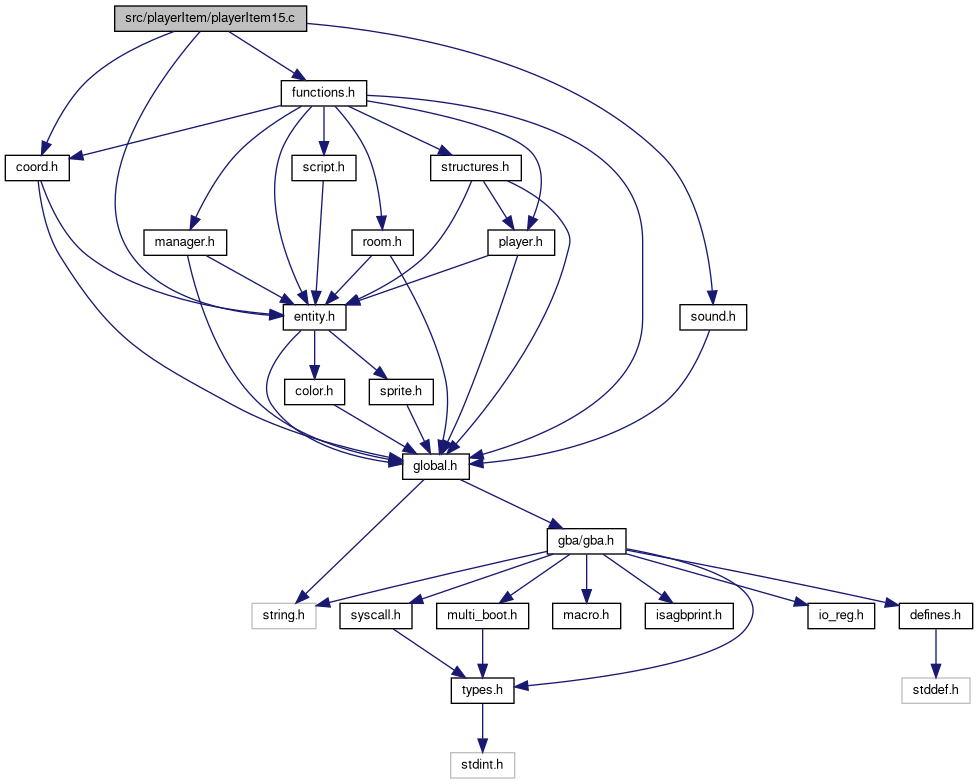 src/playerItem/playerItem15.c
functions.h
coord.h
script.h
structures.h
manager.h
room.h
player.h
entity.h
sound.h
color.h
sprite.h
global.h
gba/gba.h
string.h
syscall.h
multi_boot.h
macro.h
isagbprint.h
io_reg.h
defines.h
types.h
stddef.h
stdint.h